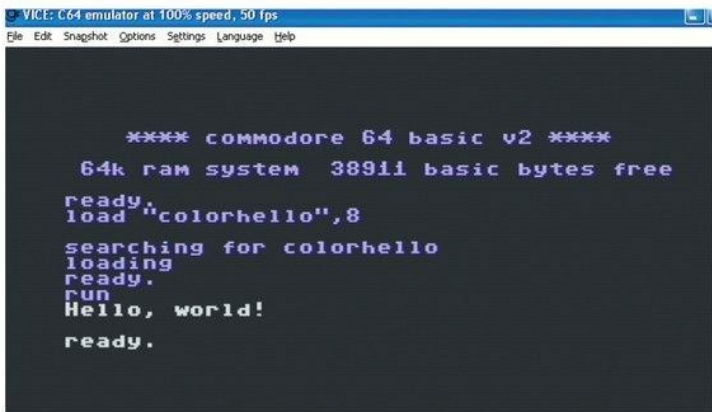 VICE: C64 emulator at 100% speed, 50 fps
File Edit Snapshot Options Settings Language Help
**** commodore 64 basic v2 ****
64k ram system 38911 basic bytes free
ready.
load "colorhello",8
searching for colorhello
loading
ready.
run
Hello, world!
ready.